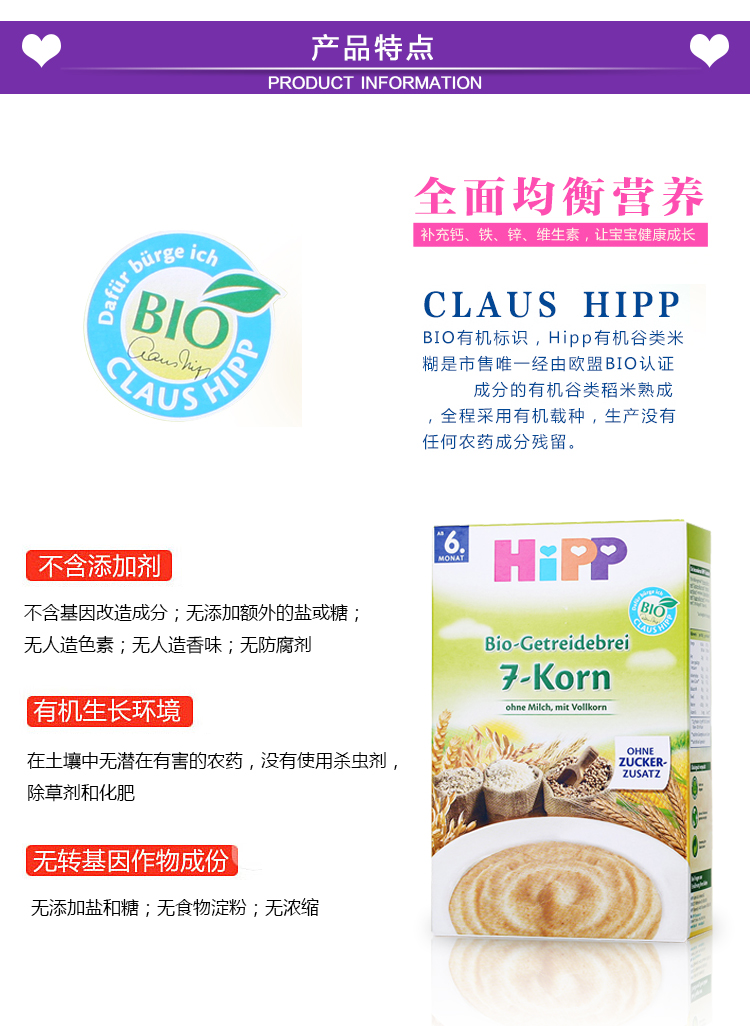 产品特点
PRODUCT INFORMATION
全面均衡营养
补充钙、铁、锌、维生素，让宝宝健康成长
Dafür bürge ich
BIO
Claus Hipp
CLAUS HIPP
CLAUS HIPP
BIO有机标识，Hipp有机谷类米
糊是市售唯一经由欧盟BIO认证
成分的有机谷类稻米熟成
，全程采用有机载种，生产没有
任何农药成分残留。
不含添加剂
不含基因改造成分；无添加额外的盐或糖；
无人造色素；无人造香味；无防腐剂
有机生长环境
在土壤中无潜在有害的农药，没有使用杀虫剂，
除草剂和化肥
无转基因作物成份
无添加盐和糖；无食物淀粉；无浓缩
AB
6.
MONAT
HiPP
Dafür bürge ich
BIO
CLAUS HIPP
Bio-Getreidebrei
7-Korn
ohne Milch, mit Vollkorn
OHNE
ZUCKER-
ZUSATZ